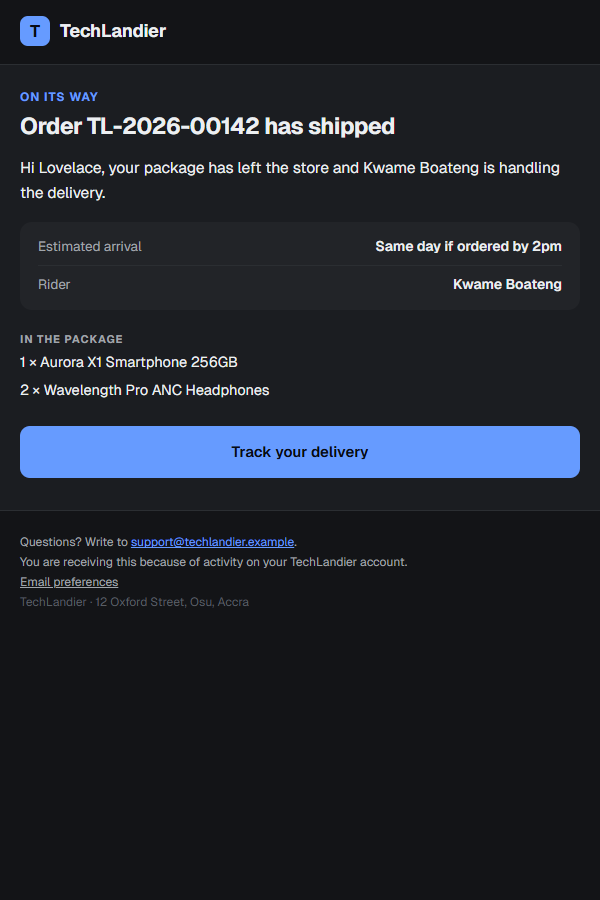 T TechLandier
ON ITS WAY
Order TL-2026-00142 has shipped
Hi Lovelace, your package has left the store and Kwame Boateng is handling
the delivery.
Estimated arrival Same day if ordered by 2pm
Rider Kwame Boateng
IN THE PACKAGE
1 × Aurora X1 Smartphone 256GB
2 × Wavelength Pro ANC Headphones
Track your delivery
Questions? Write to support@techlandier.example.
You are receiving this because of activity on your TechLandier account.
Email preferences
TechLandier · 12 Oxford Street, Osu, Accra